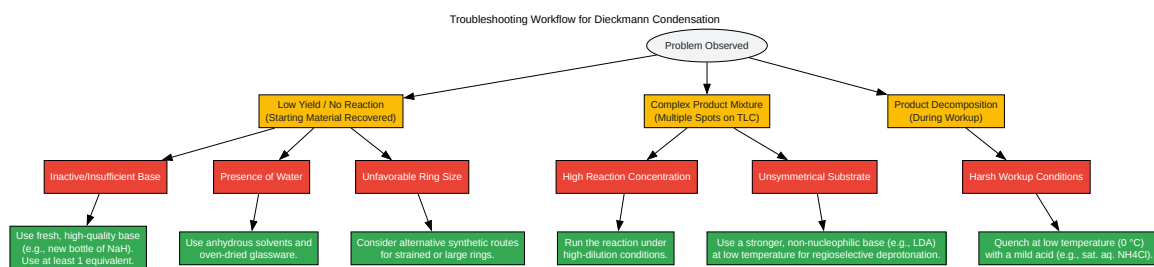 Troubleshooting Workflow for Dieckmann Condensation
Problem Observed
Low Yield / No Reaction
(Starting Material Recovered)
Complex Product Mixture
(Multiple Spots on TLC)
Product Decomposition
(During Workup)
Inactive/Insufficient Base
Presence of Water
Unfavorable Ring Size
High Reaction Concentration
Unsymmetrical Substrate
Harsh Workup Conditions
Use fresh, high-quality base
(e.g., new bottle of NaH).
Use at least 1 equivalent.
Use anhydrous solvents and
oven-dried glassware.
Consider alternative synthetic routes
for strained or large rings.
Run the reaction under
high-dilution conditions.
Use a stronger, non-nucleophilic base (e.g., LDA)
at low temperature for regioselective deprotonation.
Quench at low temperature (0 °C)
with a mild acid (e.g., sat. aq. NH4Cl).